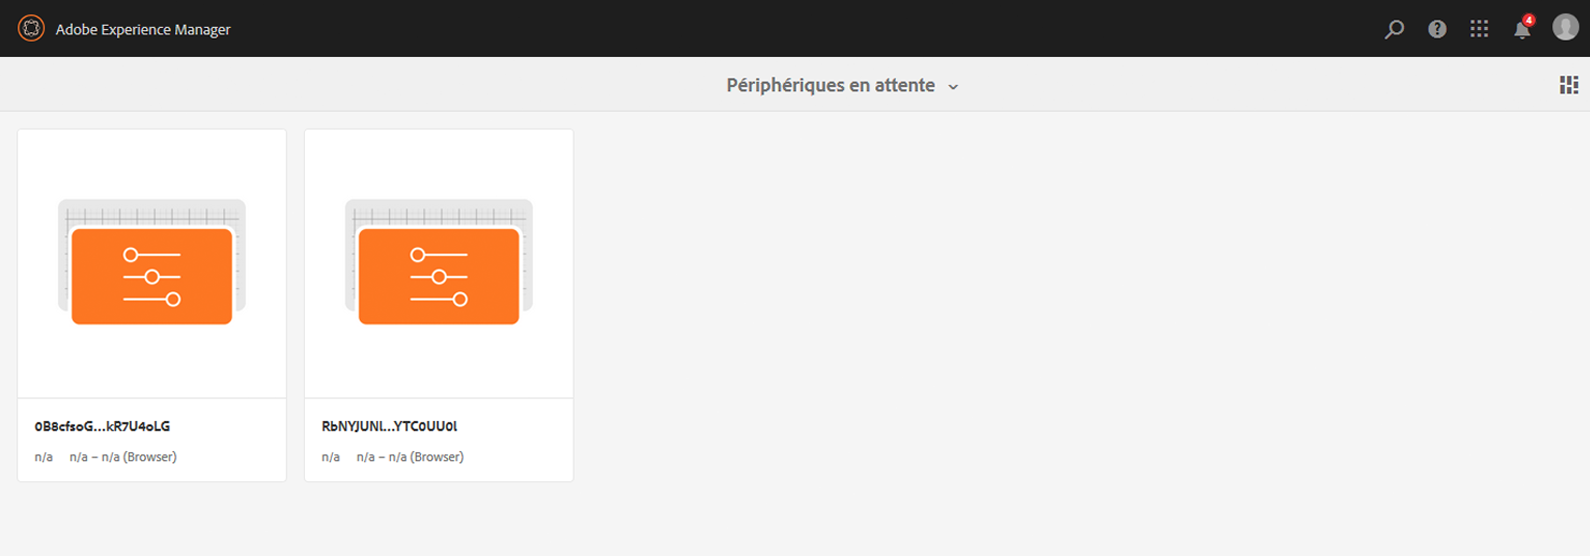 Adobe Experience Manager
4
Périphériques en attente
0B8cfsoG...kR7U4oLG
n/a n/a – n/a (Browser)
RbNYJUNl...YTC0UU0l
n/a n/a – n/a (Browser)